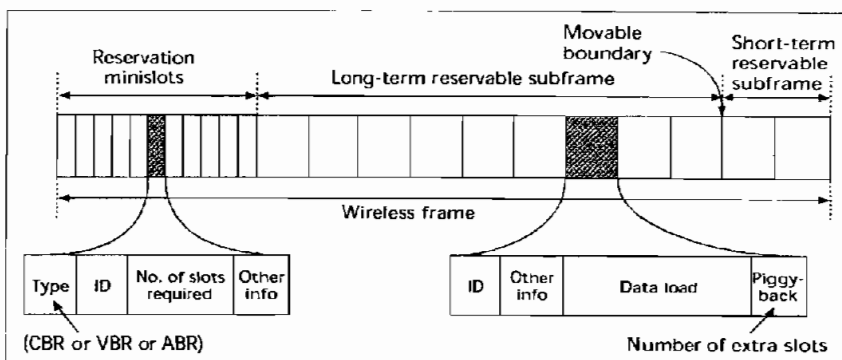 Movable
boundary
Short-term
reservable
subframe
Reservation
minislots
Long-term reservable subframe
Wireless frame
Type
ID
No. of slots
required
Other
info
ID
Other
info
Data load
Piggy-
back
(CBR or VBR or ABR)
Number of extra slots